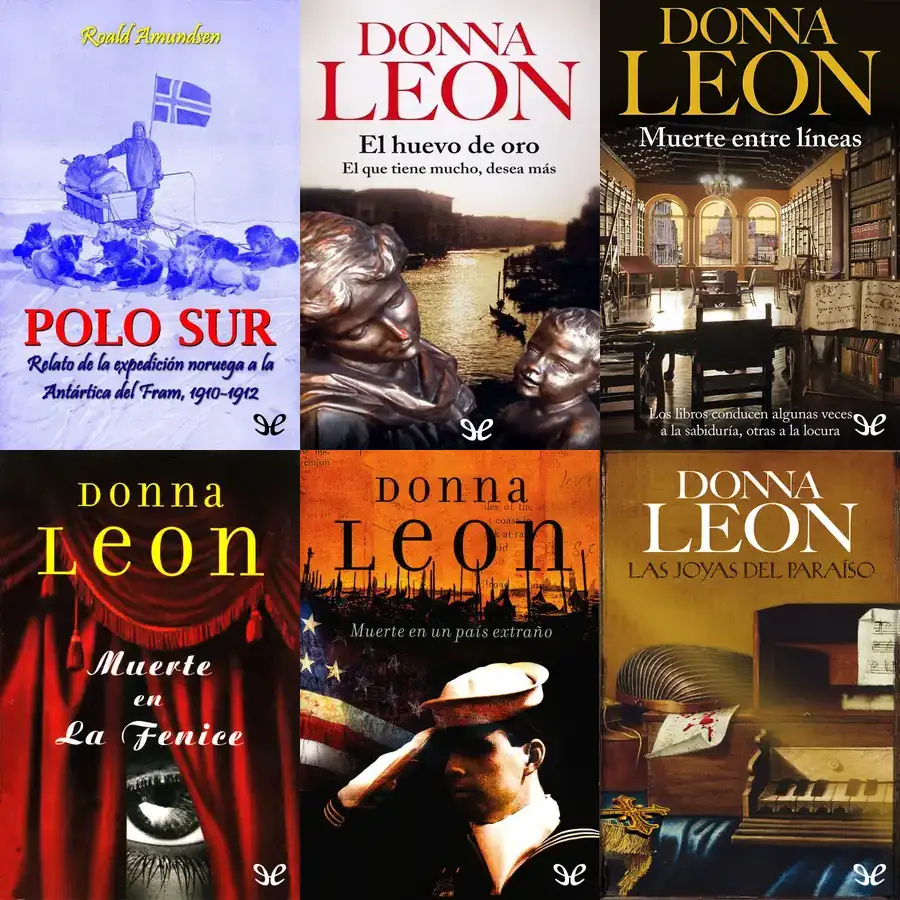 Roald Amundsen
POLO SUR
Relato de la expedición noruega a la
Antártica del Fram, 1910-1912
DONNA
LEON
El huevo de oro
El que tiene mucho, desea más
DONNA
LEON
Muerte entre líneas
Los libros conducen algunas veces
a la sabiduría, otras a la locura
Donna
Leon
Muerte
en
La Fenice
Donna
Leon
Muerte en un país extraño
DONNA
LEON
LAS JOYAS DEL PARAÍSO